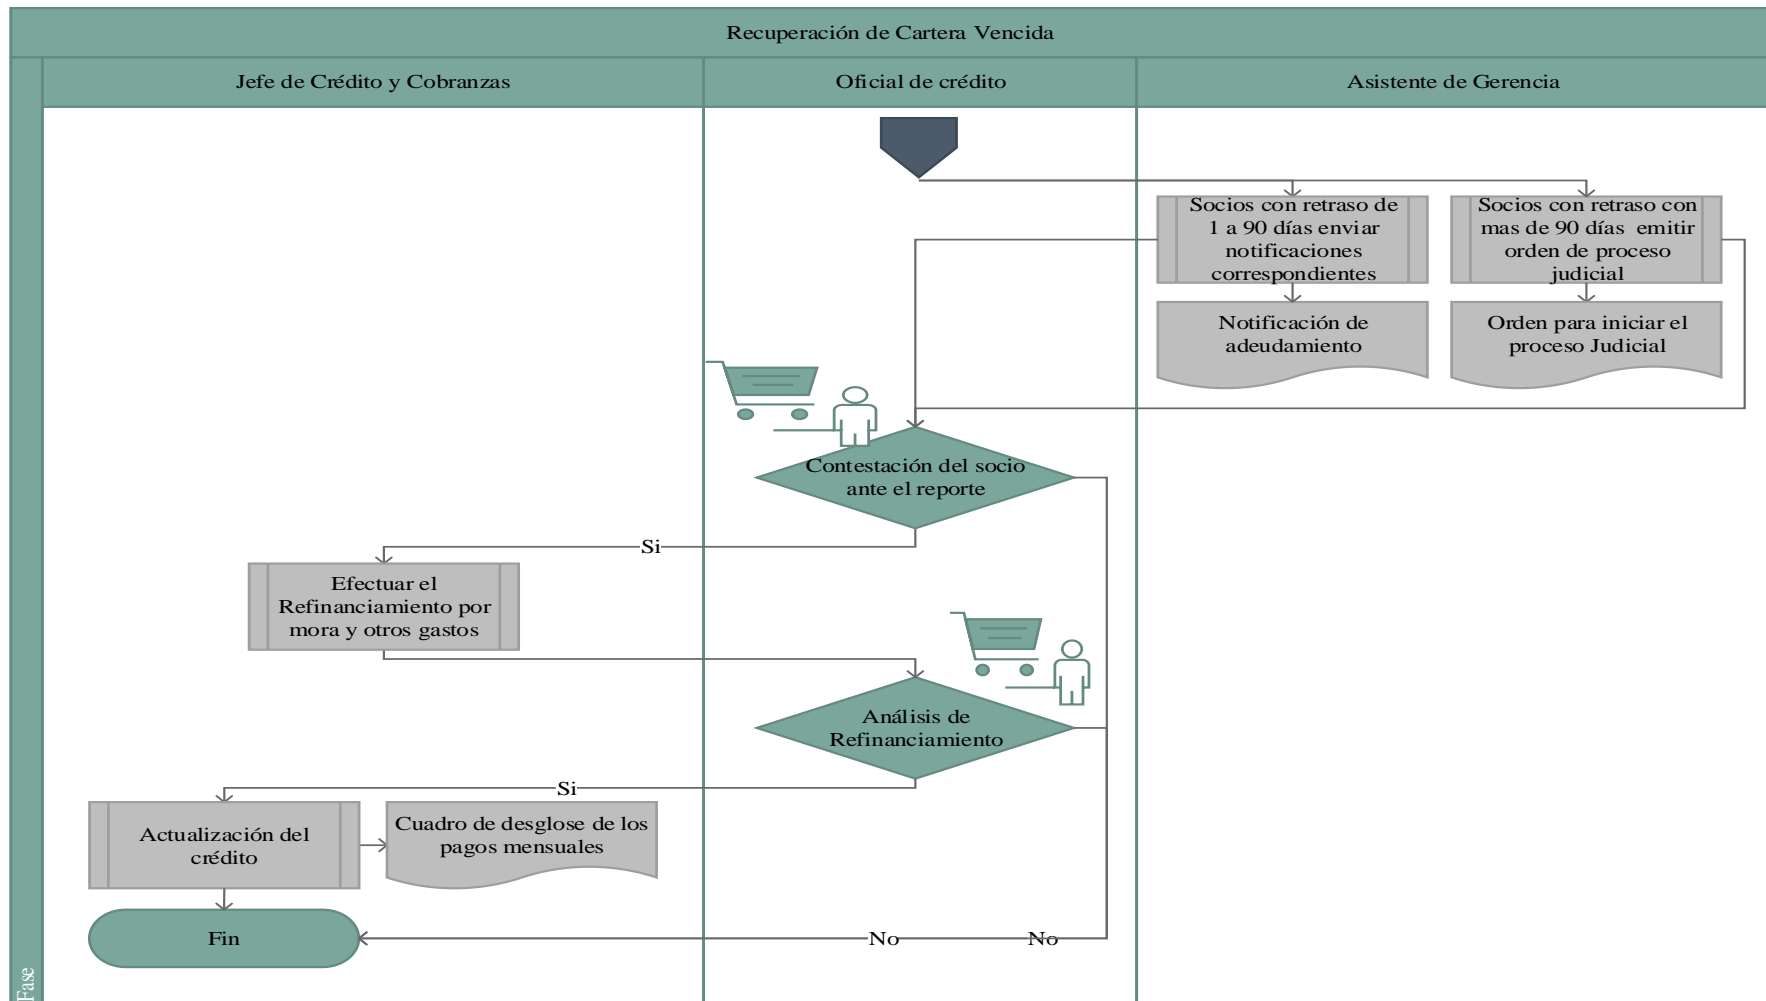 Recuperación de Cartera Vencida
Jefe de Crédito y Cobranzas
Oficial de crédito
Asistente de Gerencia
Socios con retraso de
1 a 90 días enviar
notificaciones
correspondientes
Socios con retraso con
mas de 90 días emitir
orden de proceso
judicial
Notificación de
adeudamiento
Orden para iniciar el
proceso Judicial
Contestación del socio
ante el reporte
Si
Efectuar el
Refinanciamiento por
mora y otros gastos
Análisis de
Refinanciamiento
Si
Actualización del
crédito
Cuadro de desglose de los
pagos mensuales
Fin
No
No
Fase